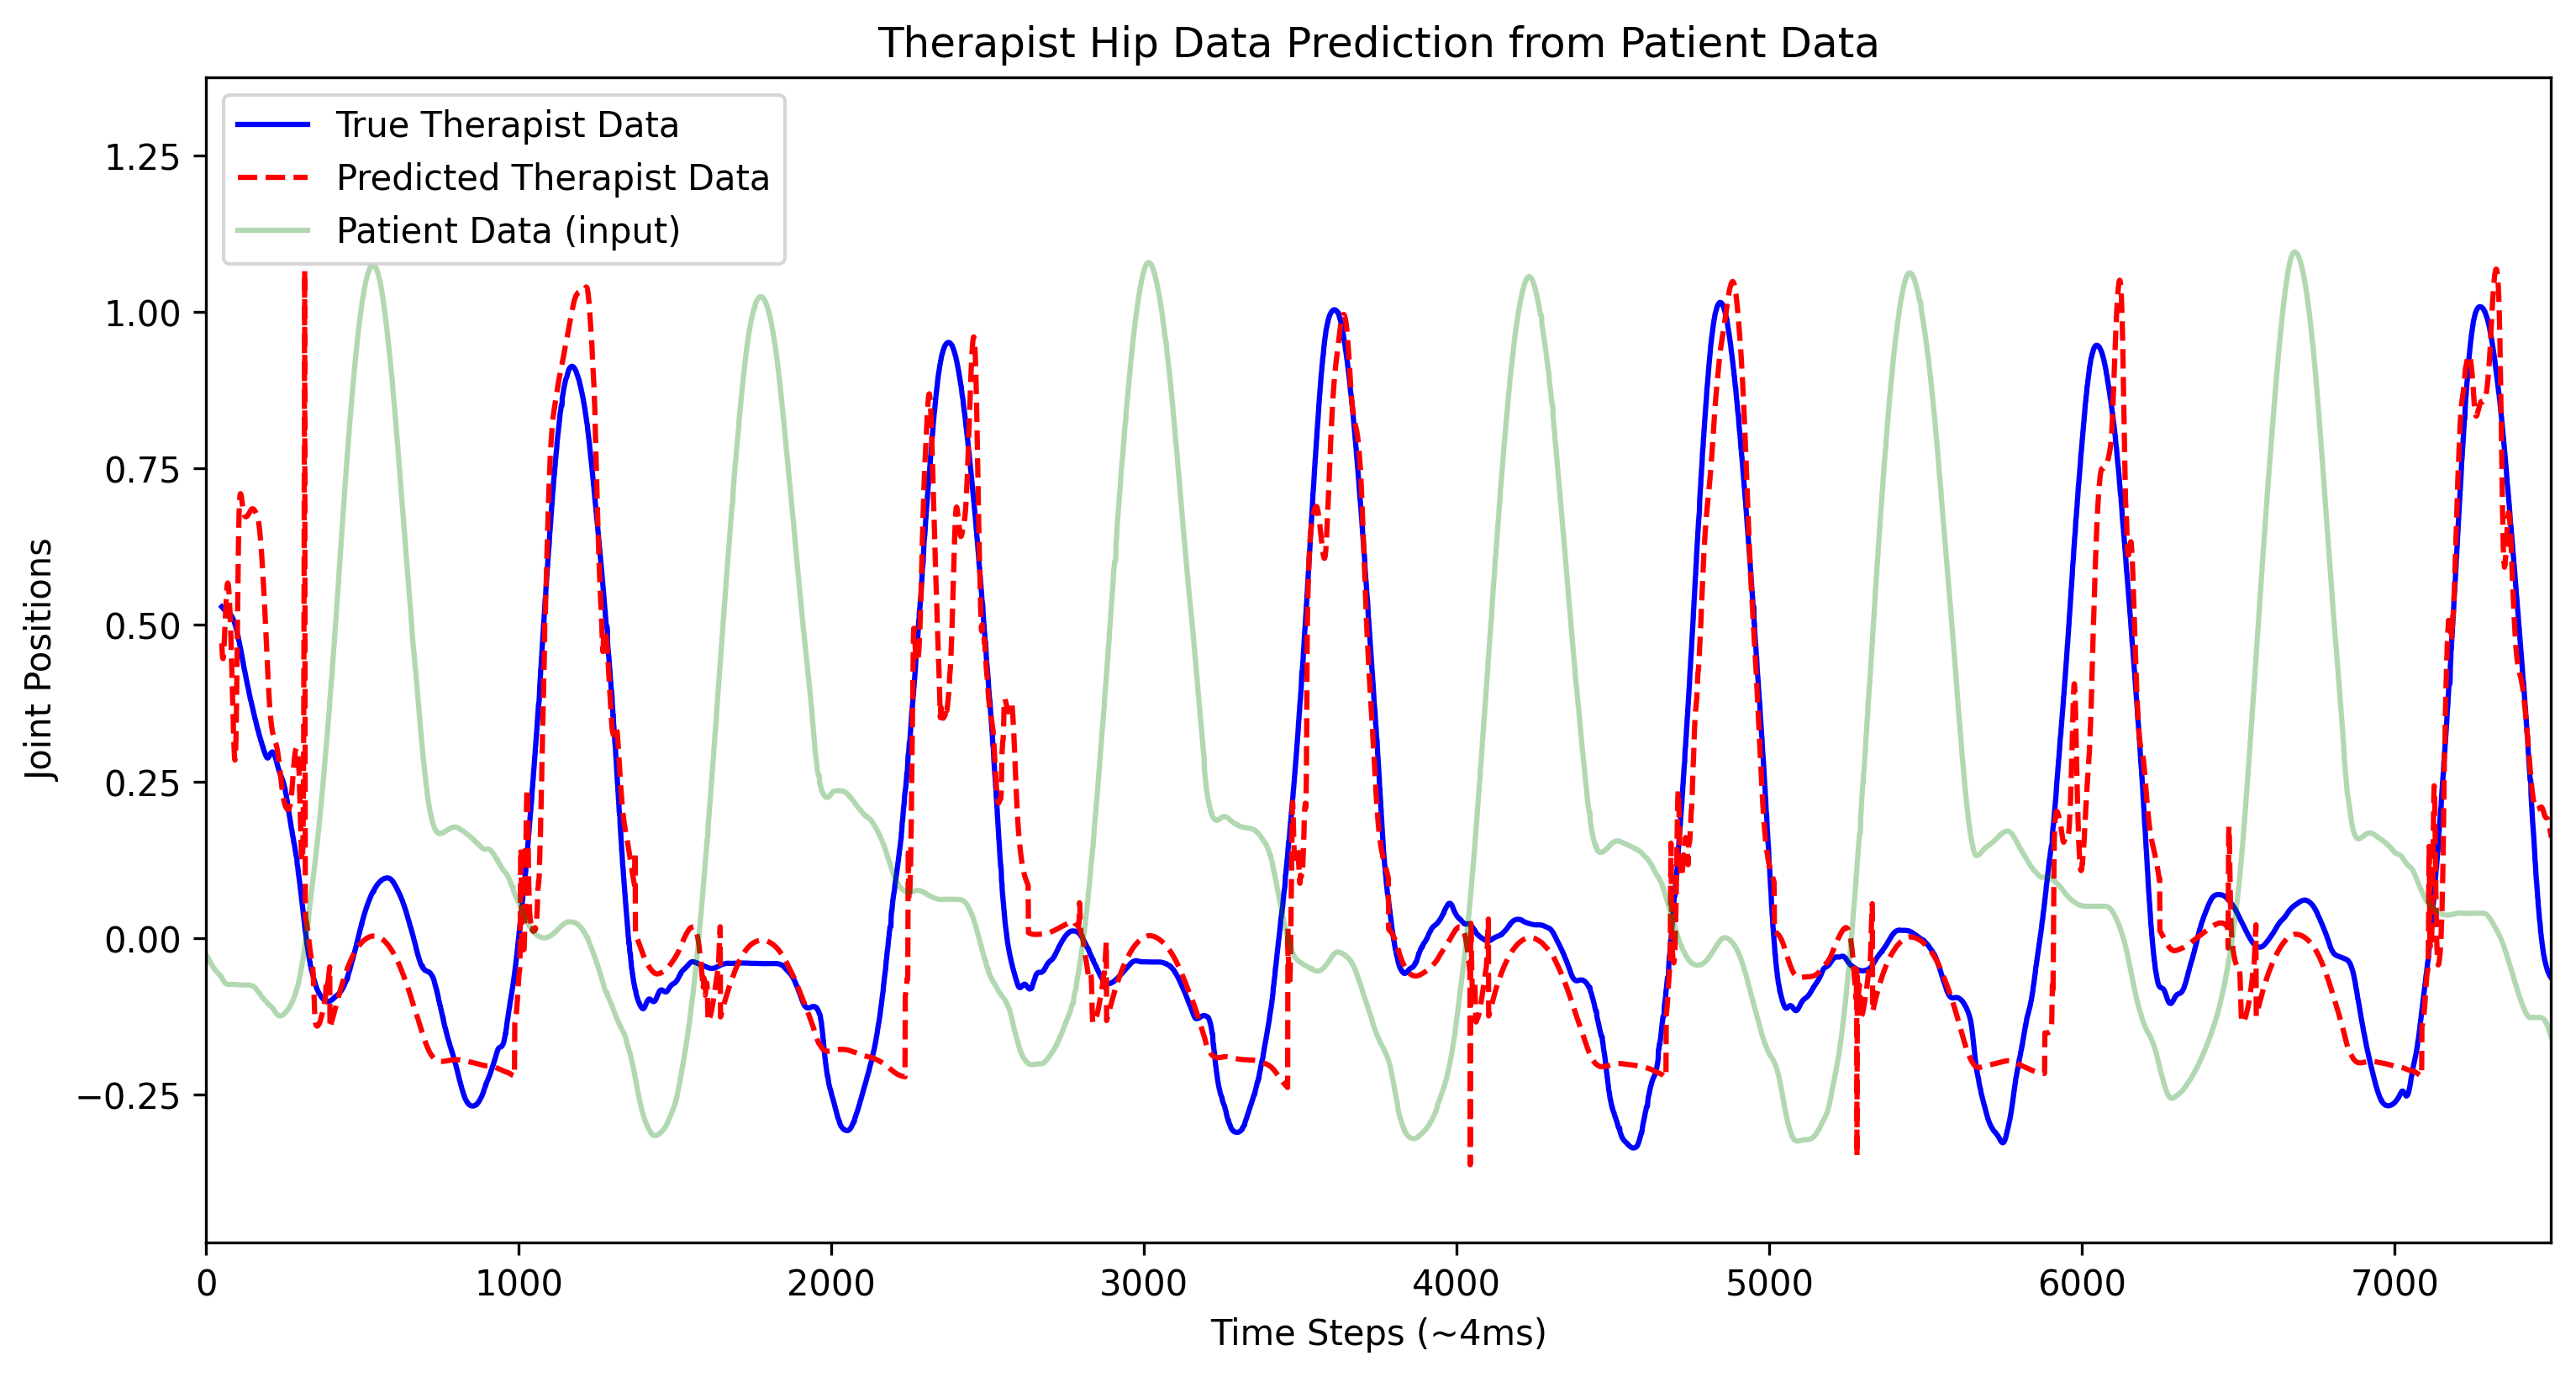 Therapist Hip Data Prediction from Patient Data
True Therapist Data
Predicted Therapist Data
Patient Data (input)
1.25
1.00
0.75
0.50
0.25
0.00
−0.25
Joint Positions
0 1000 2000 3000 4000 5000 6000 7000
Time Steps (~4ms)